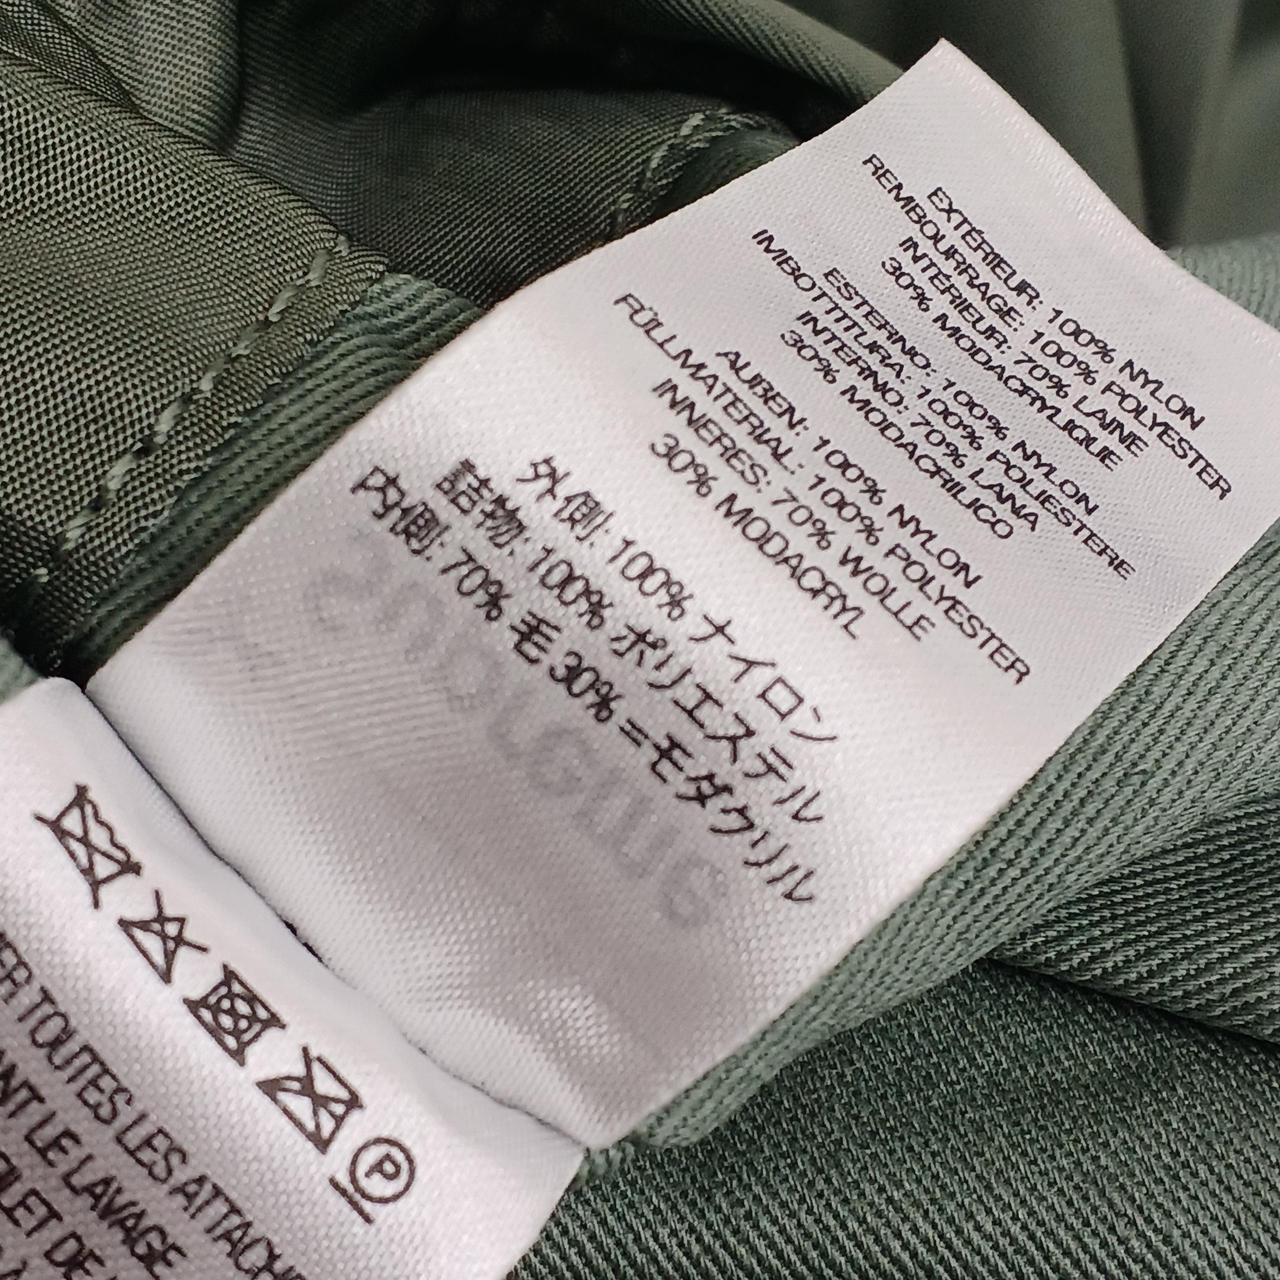 EXTÉRIEUR: 100% NYLON
REMBOURRAGE: 100% POLYESTER
INTÉRIEUR: 70% LAINE
30% MODACRYLIQUE
ESTERNO: 100% NYLON
IMBOTTITURA: 100% POLIESTERE
INTERNO: 70% LANA
30% MODACRILICO
AUBEN: 100% NYLON
FÜLLMATERIAL: 100% POLYESTER
INNERES: 70% WOLLE
30% MODACRYL
外側: 100% ナイロン
詰物: 100% ポリエステル
内側: 70% 毛 30% =モダクリル
P
TOUTES LES
LE LAVAGE
DE